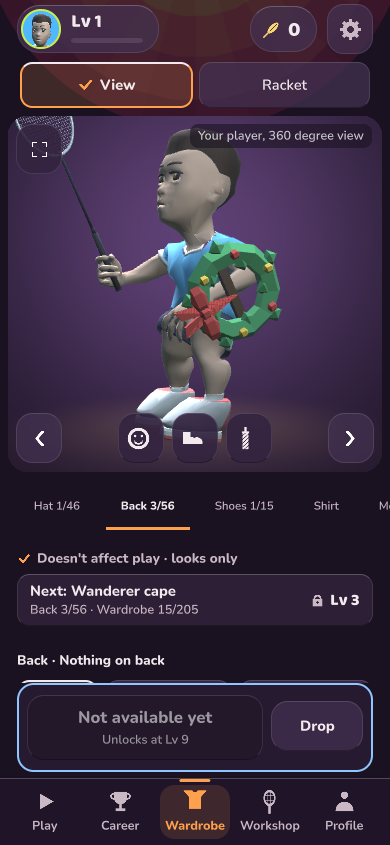 Lv 1
0
View
Racket
Your player, 360 degree view
Hat 1/46
Back 3/56
Shoes 1/15
Shirt
Doesn't affect play · looks only
Next: Wanderer cape
Back 3/56 · Wardrobe 15/205
Lv 3
Back · Nothing on back
Not available yet
Unlocks at Lv 9
Drop
Play
Career
Wardrobe
Workshop
Profile